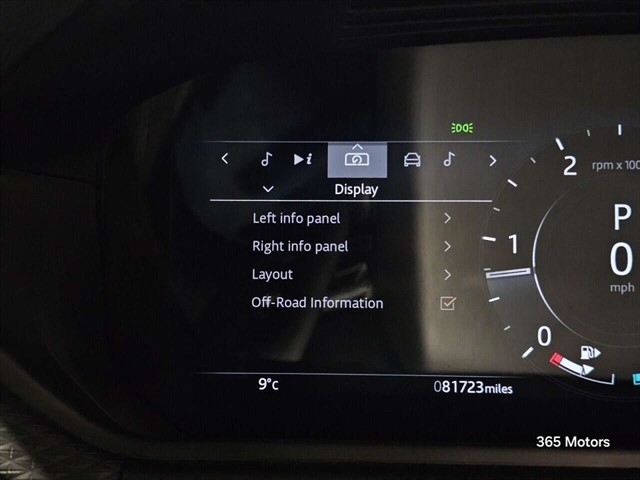 2
rpm x 100
Display
Left info panel
P
Right info panel
1
0
Layout
mph
Off-Road Information
0
9°c
081723miles
365 Motors